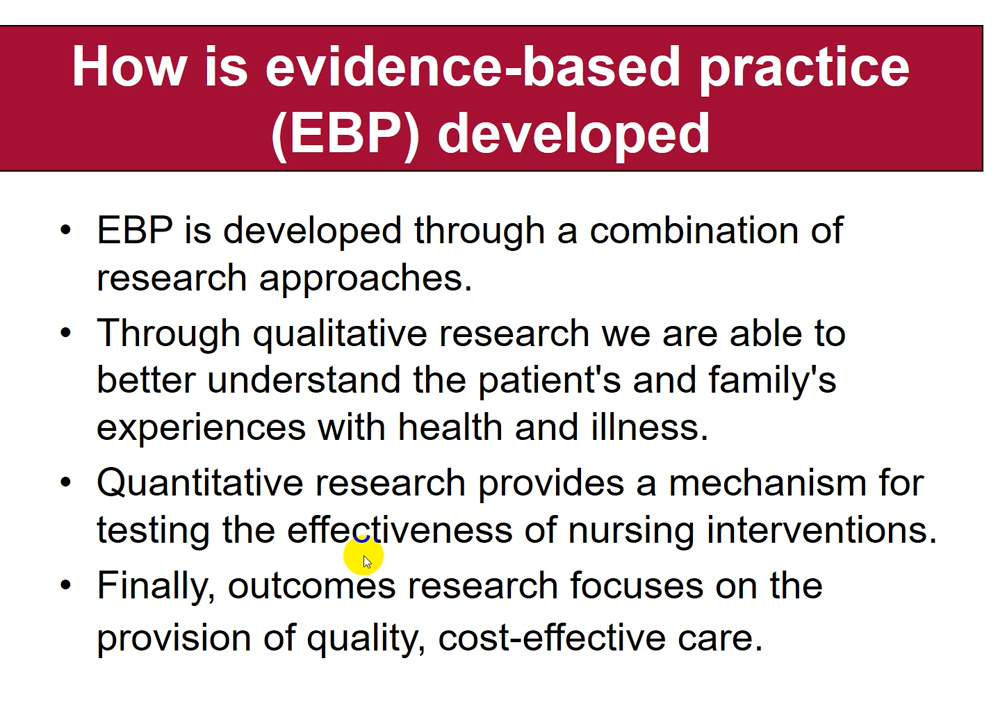 How is evidence-based practice
(EBP) developed
• EBP is developed through a combination of
research approaches.
• Through qualitative research we are able to
better understand the patient's and family's
experiences with health and illness.
• Quantitative research provides a mechanism for
testing the effectiveness of nursing interventions.
• Finally, outcomes research focuses on the
provision of quality, cost-effective care.